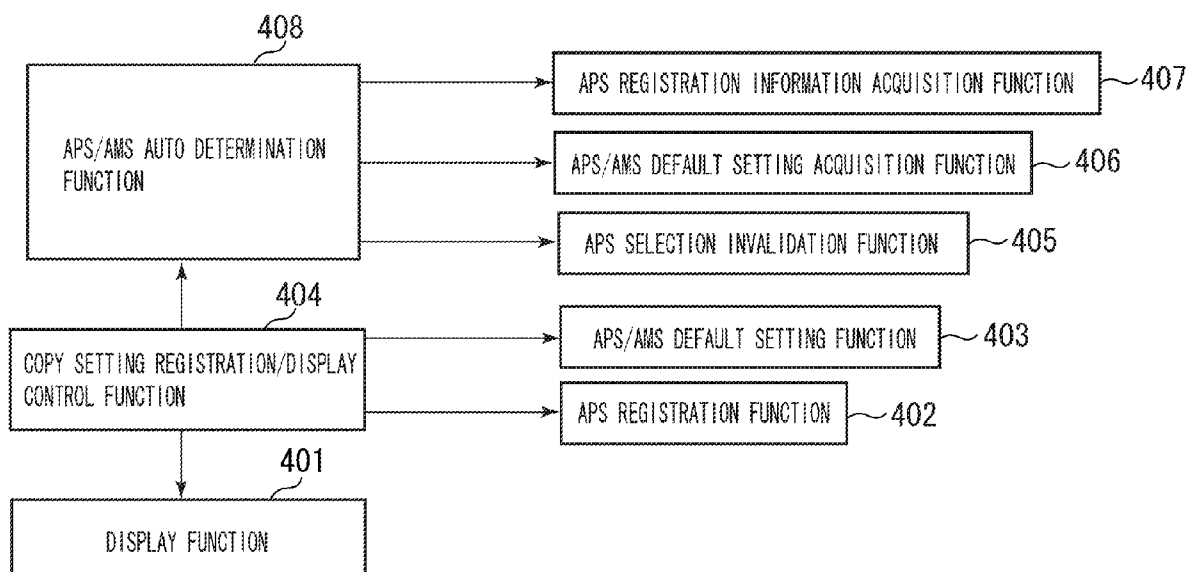 408
APS/AMS AUTO DETERMINATION
FUNCTION
APS REGISTRATION INFORMATION ACQUISITION FUNCTION
407
APS/AMS DEFAULT SETTING ACQUISITION FUNCTION
406
APS SELECTION INVALIDATION FUNCTION
405
404
COPY SETTING REGISTRATION/DISPLAY
CONTROL FUNCTION
APS/AMS DEFAULT SETTING FUNCTION
403
APS REGISTRATION FUNCTION
402
401
DISPLAY FUNCTION